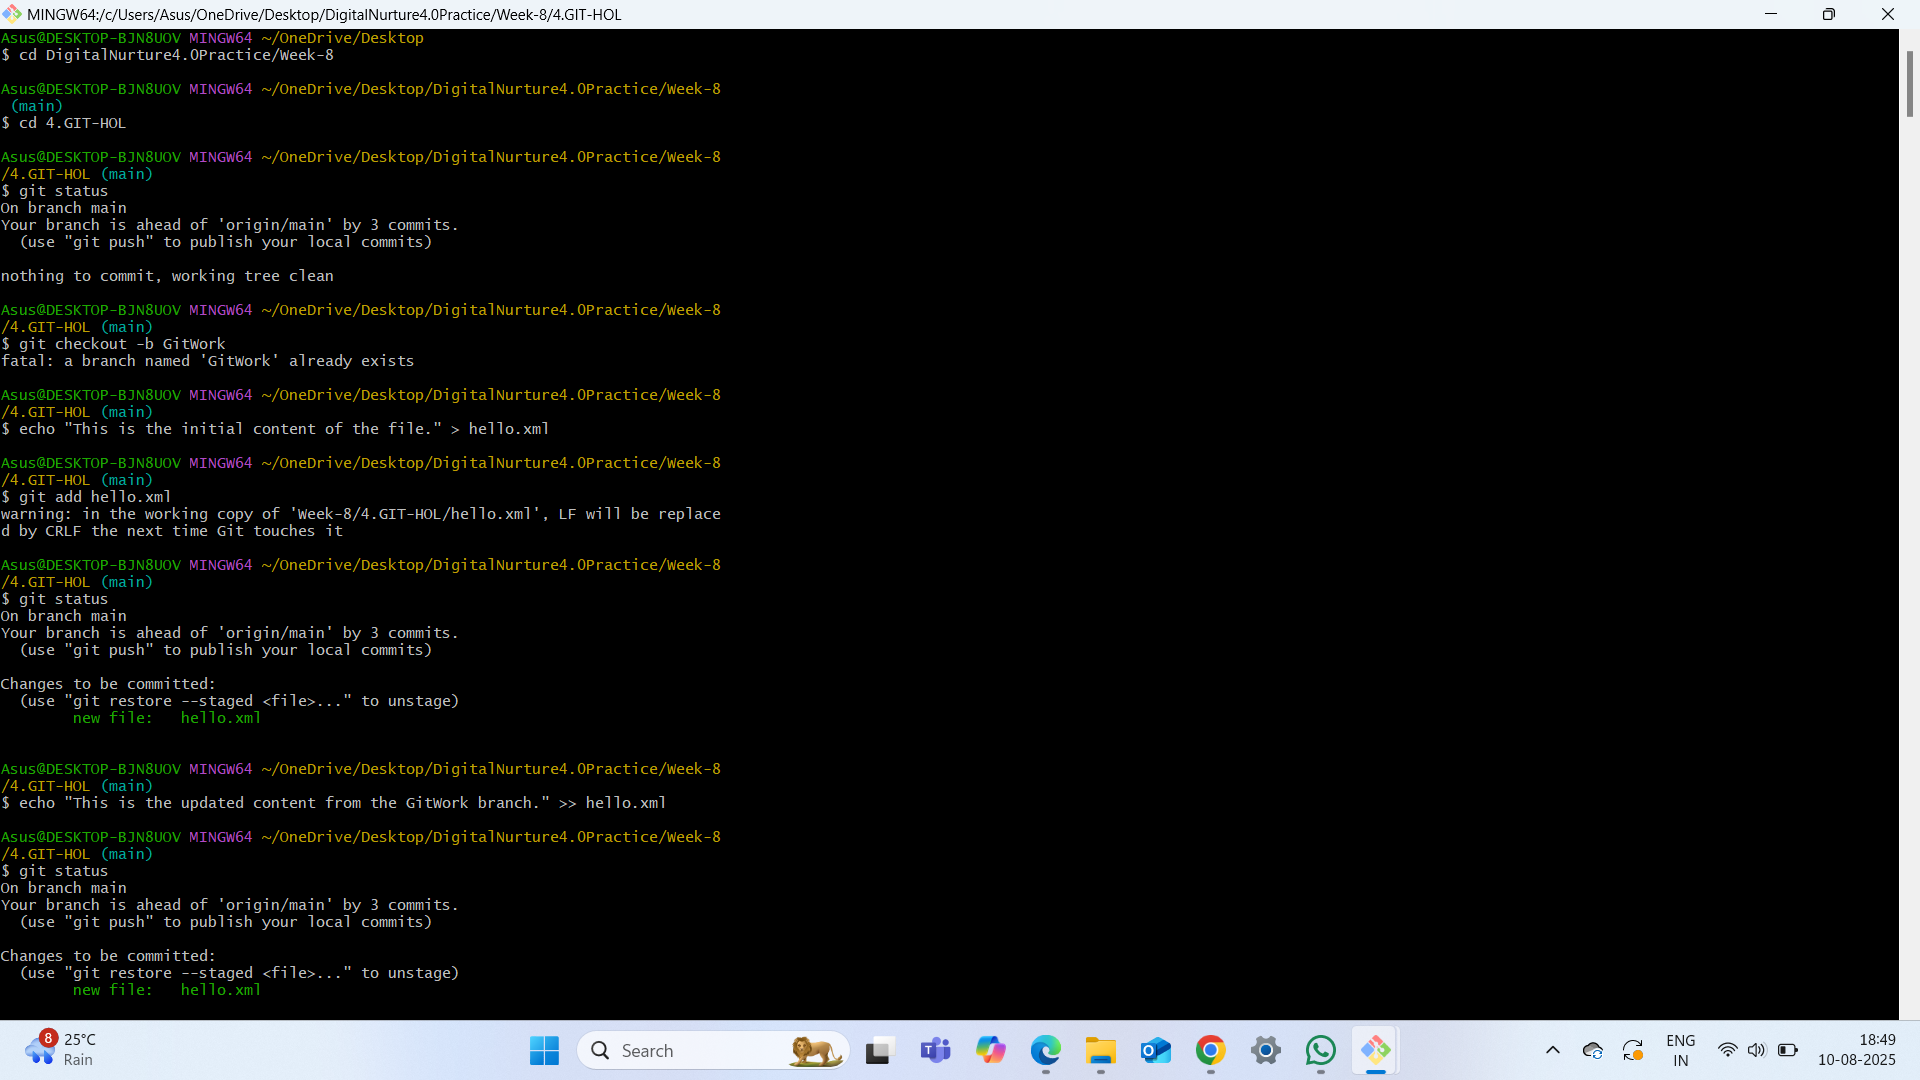 MINGW64:/c/Users/Asus/OneDrive/Desktop/DigitalNurture4.0Practice/Week-8/4.GIT-HOL
Asus@DESKTOP-BJN8UOV MINGW64 ~/OneDrive/Desktop
$ cd DigitalNurture4.0Practice/Week-8
Asus@DESKTOP-BJN8UOV MINGW64 ~/OneDrive/Desktop/DigitalNurture4.0Practice/Week-8
(main)
$ cd 4.GIT-HOL
Asus@DESKTOP-BJN8UOV MINGW64 ~/OneDrive/Desktop/DigitalNurture4.0Practice/Week-8
/4.GIT-HOL (main)
$ git status
On branch main
Your branch is ahead of 'origin/main' by 3 commits.
(use "git push" to publish your local commits)
nothing to commit, working tree clean
Asus@DESKTOP-BJN8UOV MINGW64 ~/OneDrive/Desktop/DigitalNurture4.0Practice/Week-8
/4.GIT-HOL (main)
$ git checkout -b GitWork
fatal: a branch named 'GitWork' already exists
Asus@DESKTOP-BJN8UOV MINGW64 ~/OneDrive/Desktop/DigitalNurture4.0Practice/Week-8
/4.GIT-HOL (main)
$ echo "This is the initial content of the file." > hello.xml
Asus@DESKTOP-BJN8UOV MINGW64 ~/OneDrive/Desktop/DigitalNurture4.0Practice/Week-8
/4.GIT-HOL (main)
$ git add hello.xml
warning: in the working copy of 'Week-8/4.GIT-HOL/hello.xml', LF will be replace
d by CRLF the next time Git touches it
Asus@DESKTOP-BJN8UOV MINGW64 ~/OneDrive/Desktop/DigitalNurture4.0Practice/Week-8
/4.GIT-HOL (main)
$ git status
On branch main
Your branch is ahead of 'origin/main' by 3 commits.
(use "git push" to publish your local commits)
Changes to be committed:
(use "git restore --staged <file>..." to unstage)
new file:   hello.xml
Asus@DESKTOP-BJN8UOV MINGW64 ~/OneDrive/Desktop/DigitalNurture4.0Practice/Week-8
/4.GIT-HOL (main)
$ echo "This is the updated content from the GitWork branch." >> hello.xml
Asus@DESKTOP-BJN8UOV MINGW64 ~/OneDrive/Desktop/DigitalNurture4.0Practice/Week-8
/4.GIT-HOL (main)
$ git status
On branch main
Your branch is ahead of 'origin/main' by 3 commits.
(use "git push" to publish your local commits)
Changes to be committed:
(use "git restore --staged <file>..." to unstage)
new file:   hello.xml
8
25°C
Rain
Search
ENG
IN
18:49
10-08-2025